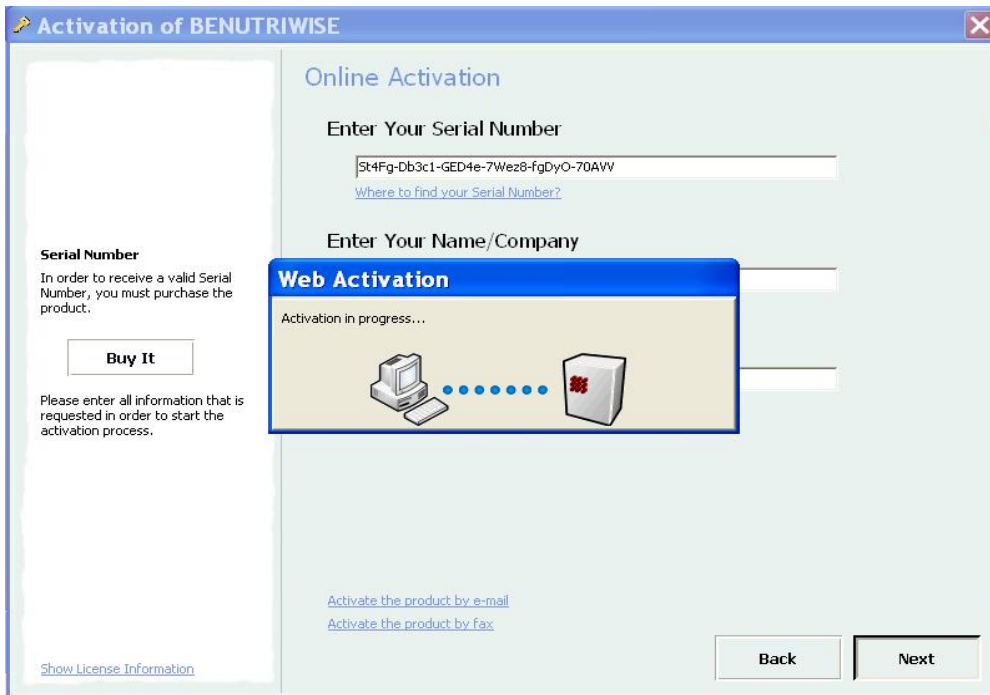 Activation of BENUTRIWISE
Online Activation
Enter Your Serial Number
St4Fg-Db3c1-GED4e-7Wez8-fgDyO-70AVV
Where to find your Serial Number?
Enter Your Name/Company
Serial Number
In order to receive a valid Serial
Number, you must purchase the
product.
Buy It
Please enter all information that is
requested in order to start the
activation process.
Web Activation
Activation in progress...
Activate the product by e-mail
Activate the product by fax
Show License Information
Back
Next